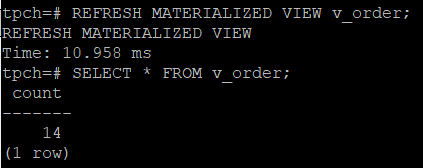 tpch=# REFRESH MATERIALIZED VIEW v_order;
REFRESH MATERIALIZED VIEW
Time: 10.958 ms
tpch=# SELECT * FROM v_order;
 count
-------
    14
(1 row)